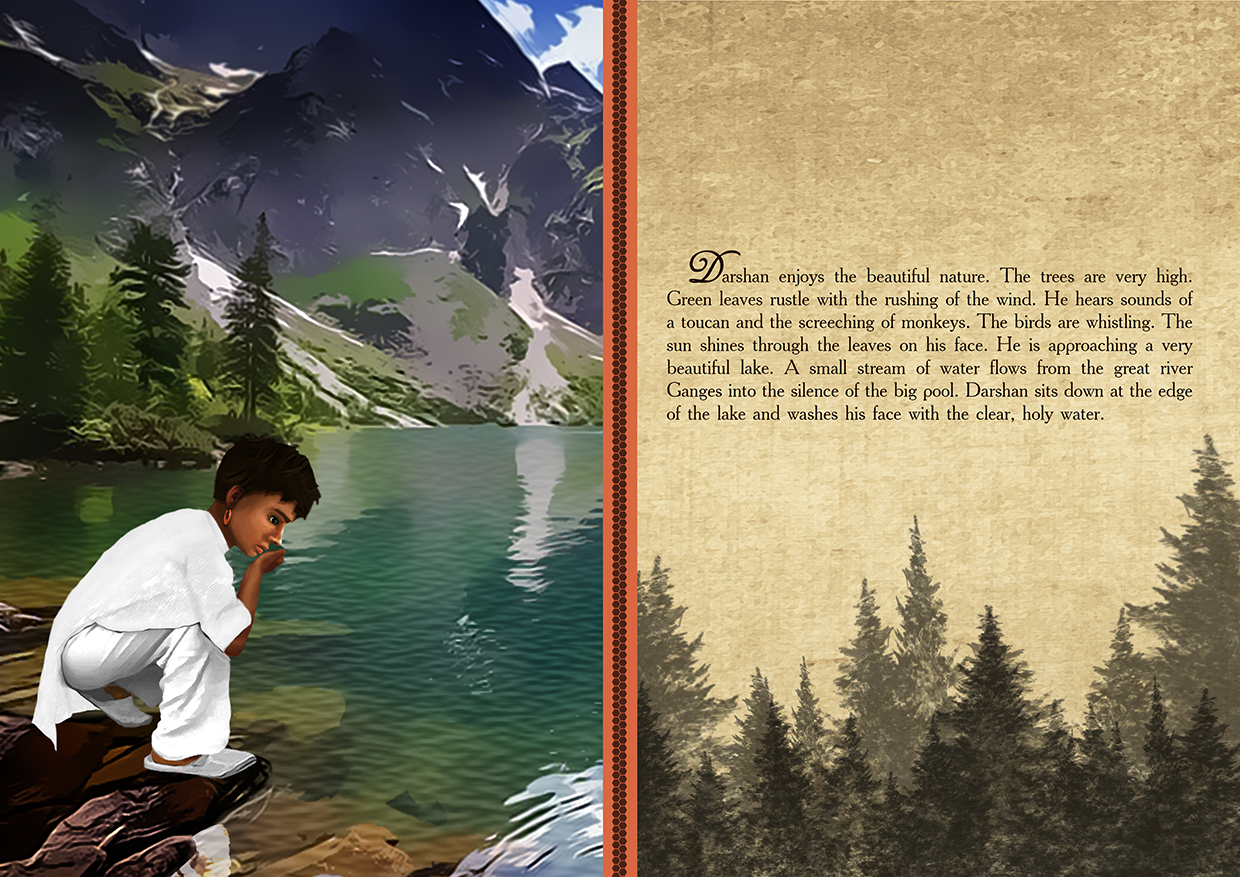 Darshan enjoys the beautiful nature. The trees are very high.
Green leaves rustle with the rushing of the wind. He hears sounds of
a toucan and the screeching of monkeys. The birds are whistling. The
sun shines through the leaves on his face. He is approaching a very
beautiful lake. A small stream of water flows from the great river
Ganges into the silence of the big pool. Darshan sits down at the edge
of the lake and washes his face with the clear, holy water.